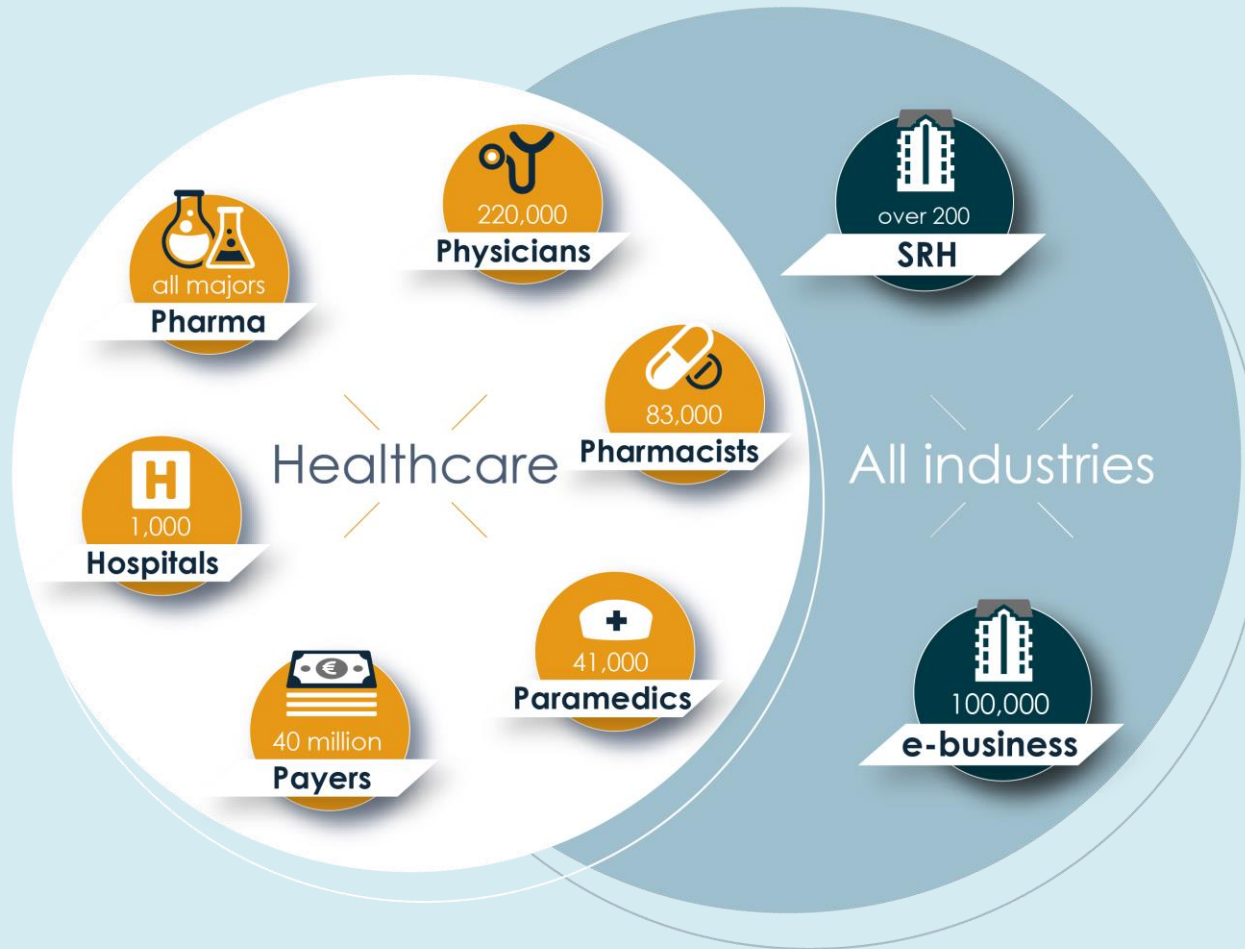 220,000
Physicians
all majors
Pharma
over 200
SRH
83,000
Pharmacists
Healthcare
All industries
H
1,000
Hospitals
41,000
Paramedics
€
40 million
Payers
100,000
e-business